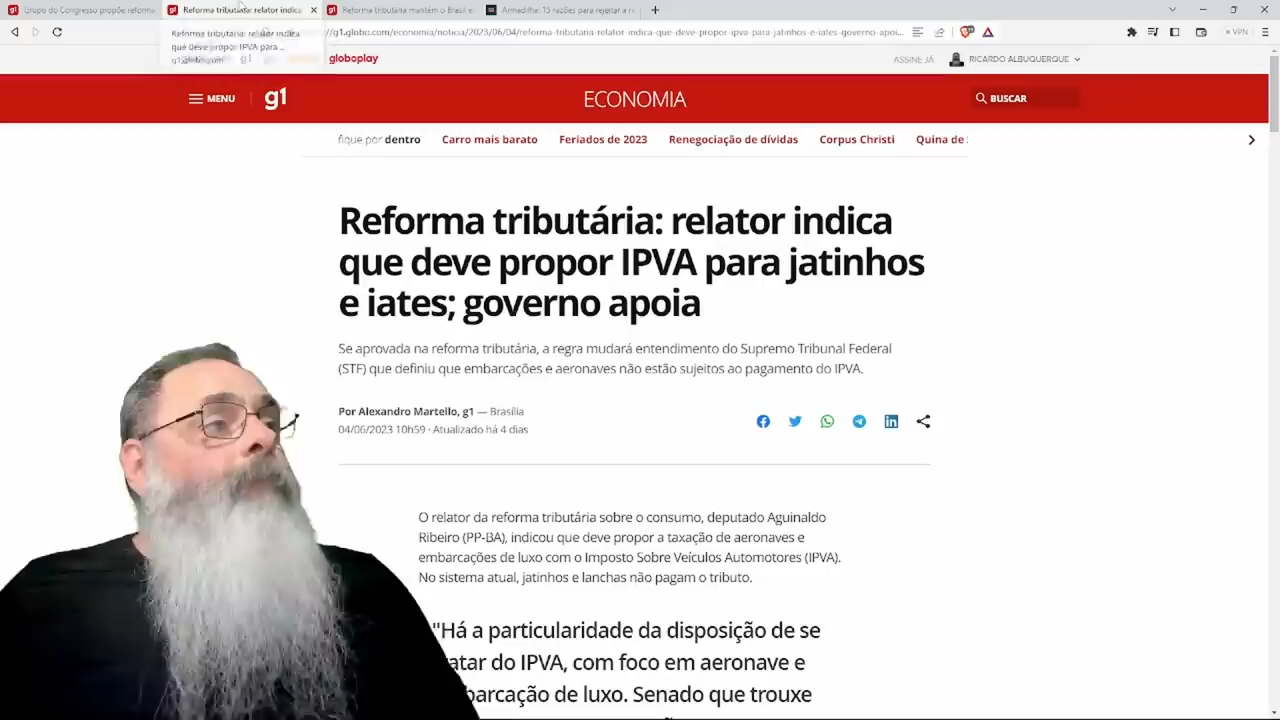 Grupo do Congresso propõe reforma
Reforma tributária: relator indica
Reforma tributária mantém o Brasil e
Armadilha: 13 razões para rejeitar a r
Reforma tributária: relator indica
que deve propor IPVA para ...
g1.globo.com
//g1.globo.com/economia/noticia/2023/06/04/reforma-tributaria-relator-indica-que-deve-propor-ipva-para-jatinhos-e-iates-governo-apoi...
VPN
g1
globoplay
ASSINE JÁ
RICARDO ALBUQUERQUE
MENU
g1
ECONOMIA
BUSCAR
fique por dentro
Carro mais barato
Feriados de 2023
Renegociação de dívidas
Corpus Christi
Quina de
Reforma tributária: relator indica
que deve propor IPVA para jatinhos
e iates; governo apoia
Se aprovada na reforma tributária, a regra mudará entendimento do Supremo Tribunal Federal
(STF) que definiu que embarcações e aeronaves não estão sujeitos ao pagamento do IPVA.
Por Alexandro Martello, g1 — Brasília
04/06/2023 10h59 · Atualizado há 4 dias
O relator da reforma tributária sobre o consumo, deputado Aguinaldo
Ribeiro (PP-BA), indicou que deve propor a taxação de aeronaves e
embarcações de luxo com o Imposto Sobre Veículos Automotores (IPVA).
No sistema atual, jatinhos e lanchas não pagam o tributo.
"Há a particularidade da disposição de se
atar do IPVA, com foco em aeronave e
barcação de luxo. Senado que trouxe